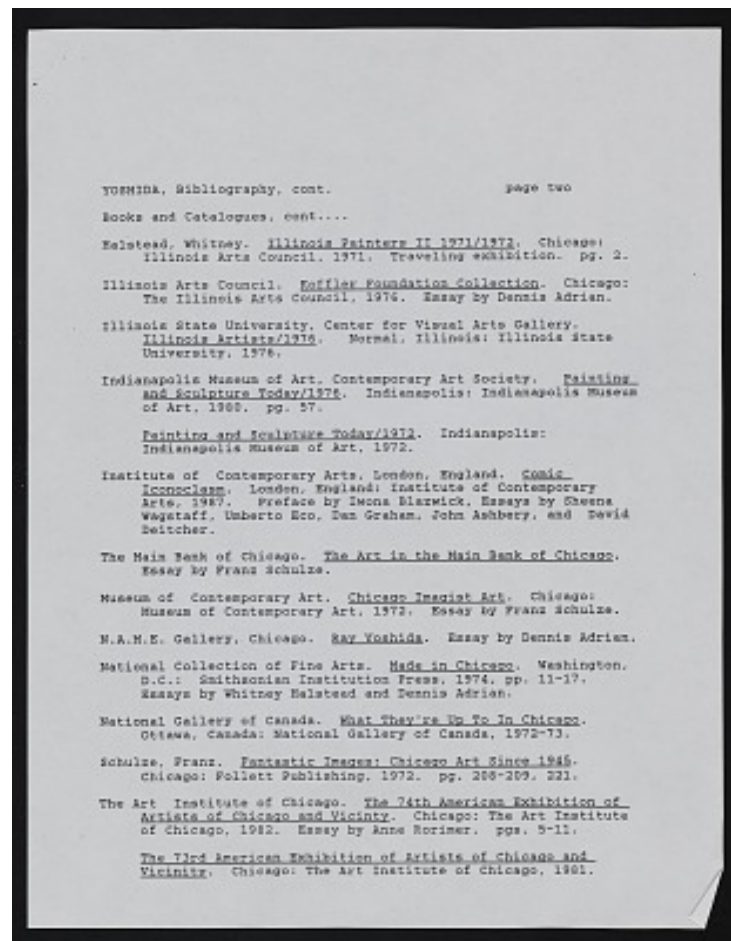 YOSHIDA, Bibliography, cont. page two
Books and Catalogues, cont....
Halstead, Whitney. Illinois Painters II 1971/1972. Chicago:
Illinois Arts Council, 1971. Traveling exhibition. pg. 2.
Illinois Arts Council. Koffler Foundation Collection. Chicago:
The Illinois Arts Council, 1976. Essay by Dennis Adrian.
Illinois State University, Center for Visual Arts Gallery.
Illinois Artists/1976. Normal, Illinois: Illinois State
University, 1976.
Indianapolis Museum of Art, Contemporary Art Society. Painting
and Sculpture Today/1976. Indianapolis: Indianapolis Museum
of Art, 1980. pg. 57.
Painting and Sculpture Today/1972. Indianapolis:
Indianapolis Museum of Art, 1972.
Institute of Contemporary Arts, London, England. Comic
Iconoclasm. London, England: Institute of Contemporary
Arts, 1987. Preface by Iwona Blazwick, Essays by Sheena
Wagstaff, Umberto Eco, Dan Graham, John Ashbery, and David
Deitcher.
The Main Bank of Chicago. The Art in the Main Bank of Chicago.
Essay by Franz Schulze.
Museum of Contemporary Art. Chicago Imagist Art. Chicago:
Museum of Contemporary Art, 1972. Essay by Franz Schulze.
N.A.M.E. Gallery, Chicago. Ray Yoshida. Essay by Dennis Adrian.
National Collection of Fine Arts. Made in Chicago. Washington,
D.C.: Smithsonian Institution Press, 1974, pp. 11-17.
Essays by Whitney Halstead and Dennis Adrian.
National Gallery of Canada. What They're Up To In Chicago.
Ottawa, Canada: National Gallery of Canada, 1972-73.
Schulze, Franz. Fantastic Images: Chicago Art Since 1945.
Chicago: Follett Publishing, 1972. pg. 208-209, 221.
The Art Institute of Chicago. The 74th American Exhibition of
Artists of Chicago and Vicinty. Chicago: The Art Institute
of Chicago, 1982. Essay by Anne Rorimer. pgs. 5-11.
The 73rd American Exhibition of Artists of Chicago and
Vicinity. Chicago: The Art Institute of Chicago, 1981.